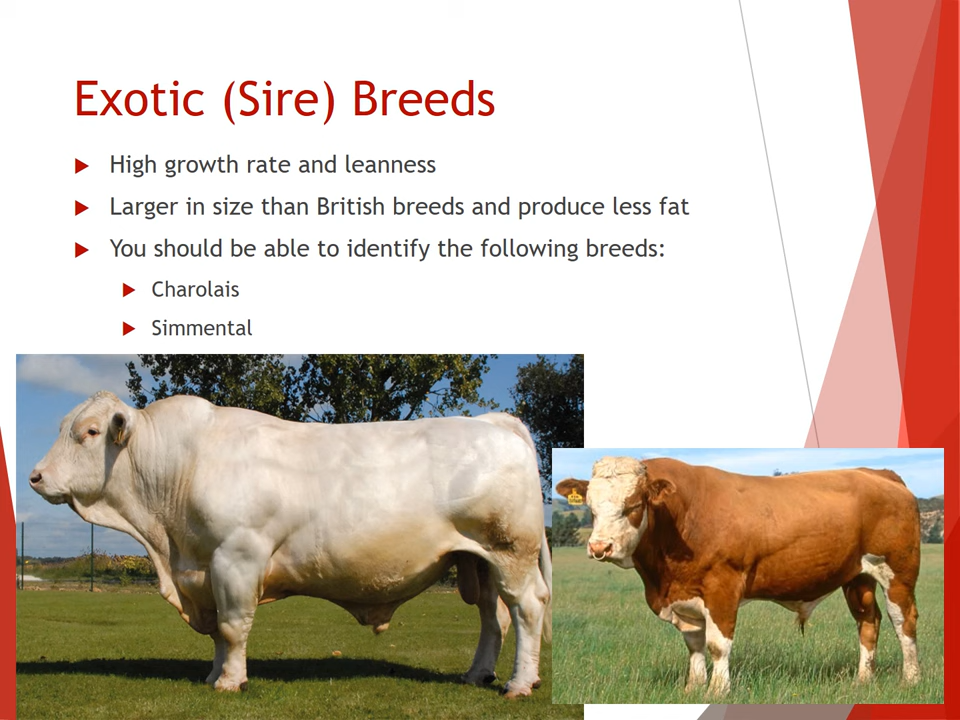 Exotic (Sire) Breeds
High growth rate and leanness
Larger in size than British breeds and produce less fat
You should be able to identify the following breeds:
Charolais
Simmental